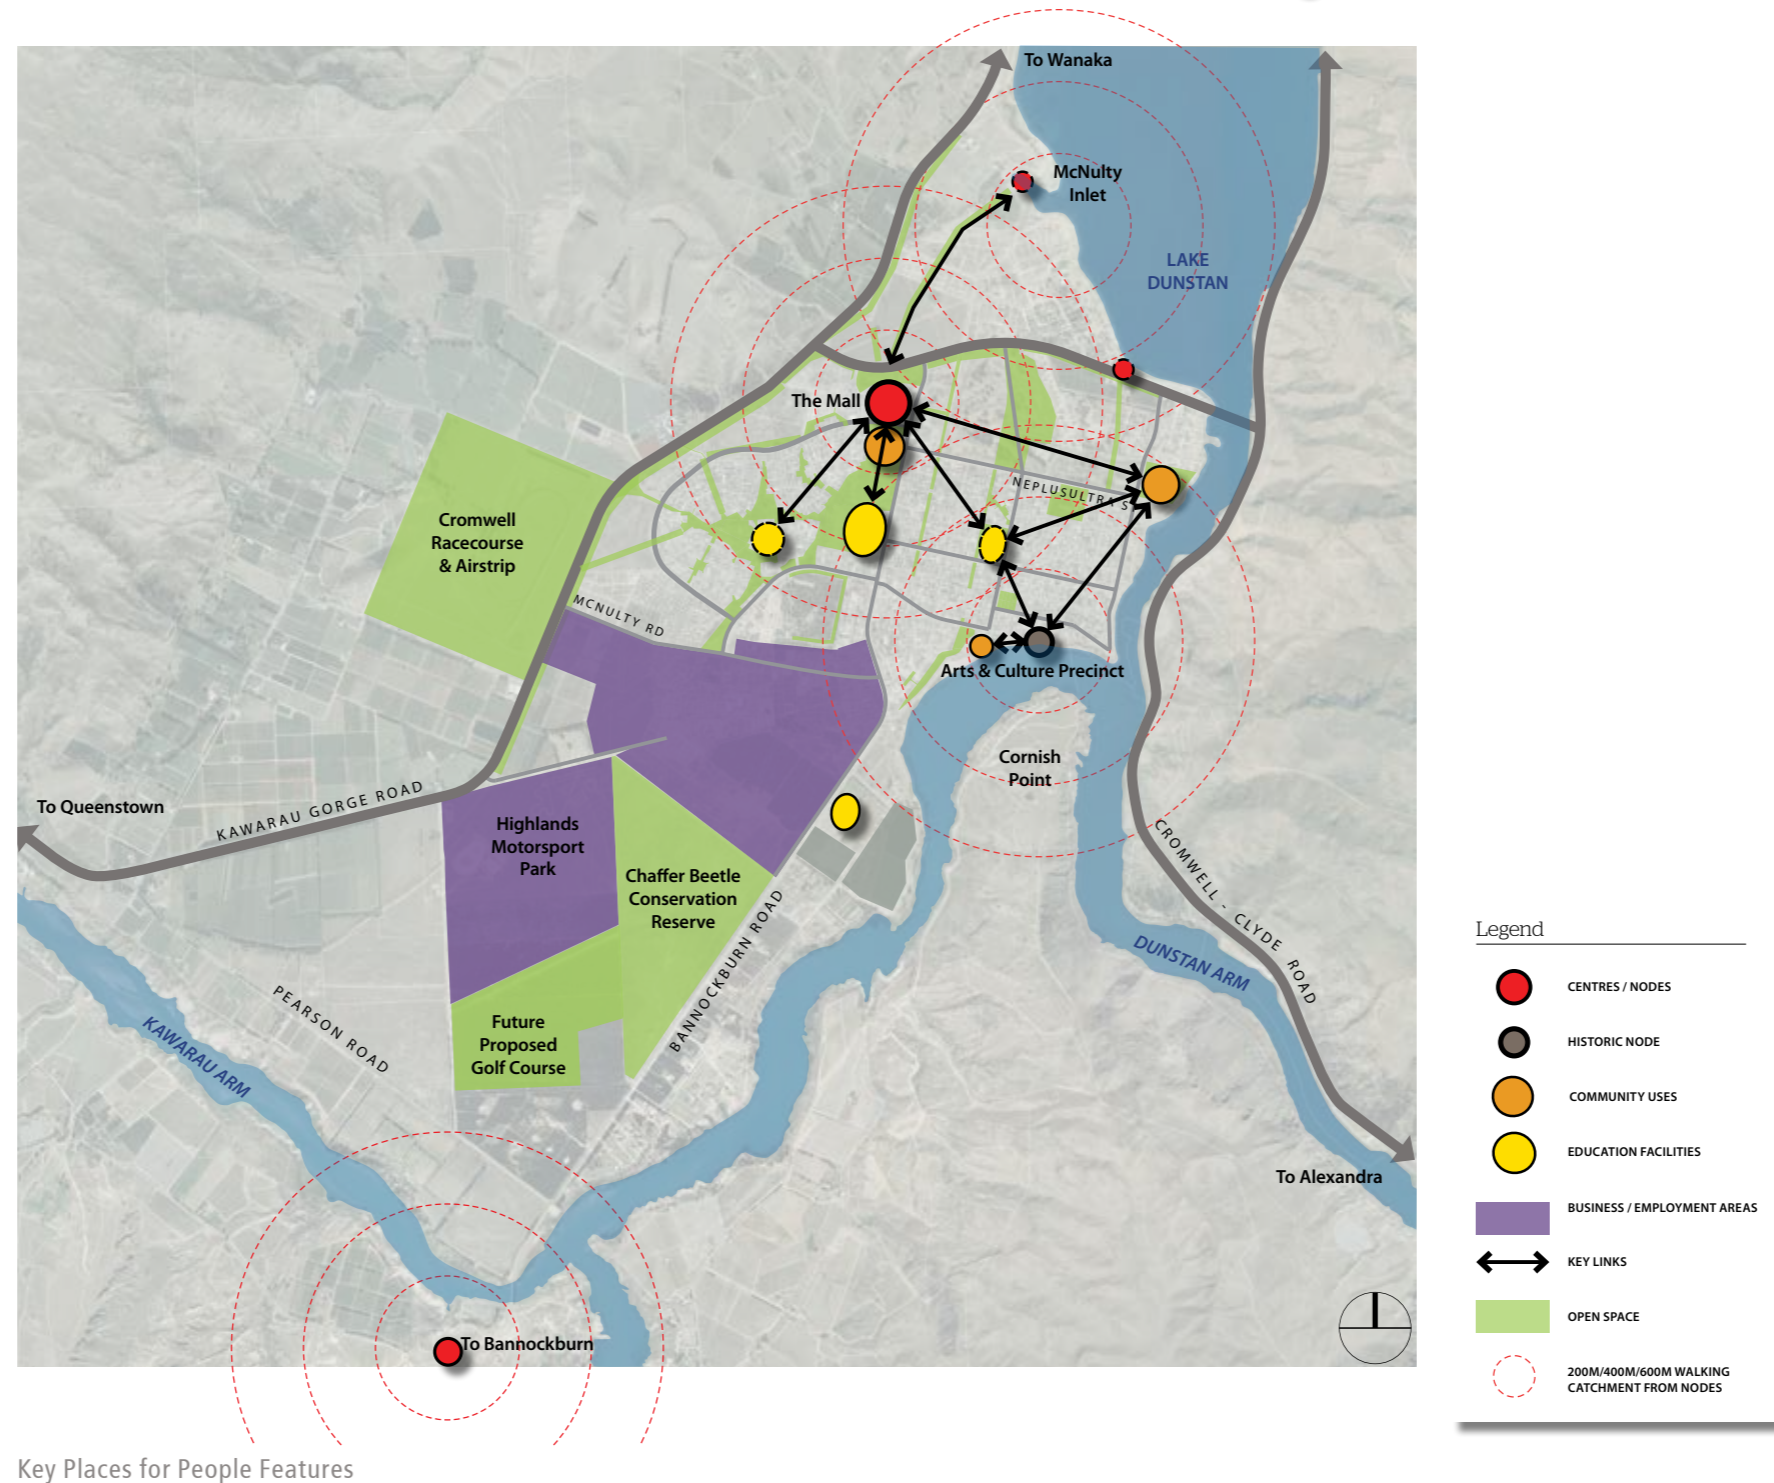 To Wanaka
McNulty
Inlet
LAKE
DUNSTAN
The Mall
NEPLUSULTRA S
Cromwell
Racecourse
& Airstrip
MCNULTY RD
Arts & Culture Precinct
Cornish
Point
To Queenstown
KAWARAU GORGE ROAD
Highlands
Motorsport
Park
Chaffer Beetle
Conservation
Reserve
BANNOCKBURN ROAD
CROMWELL - CLYDE ROAD
DUNSTAN ARM
PEARSON ROAD
KAWARAU ARM
Future
Proposed
Golf Course
To Alexandra
To Bannockburn
Legend
CENTRES / NODES
HISTORIC NODE
COMMUNITY USES
EDUCATION FACILITIES
BUSINESS / EMPLOYMENT AREAS
KEY LINKS
OPEN SPACE
200M/400M/600M WALKING
CATCHMENT FROM NODES
Key Places for People Features